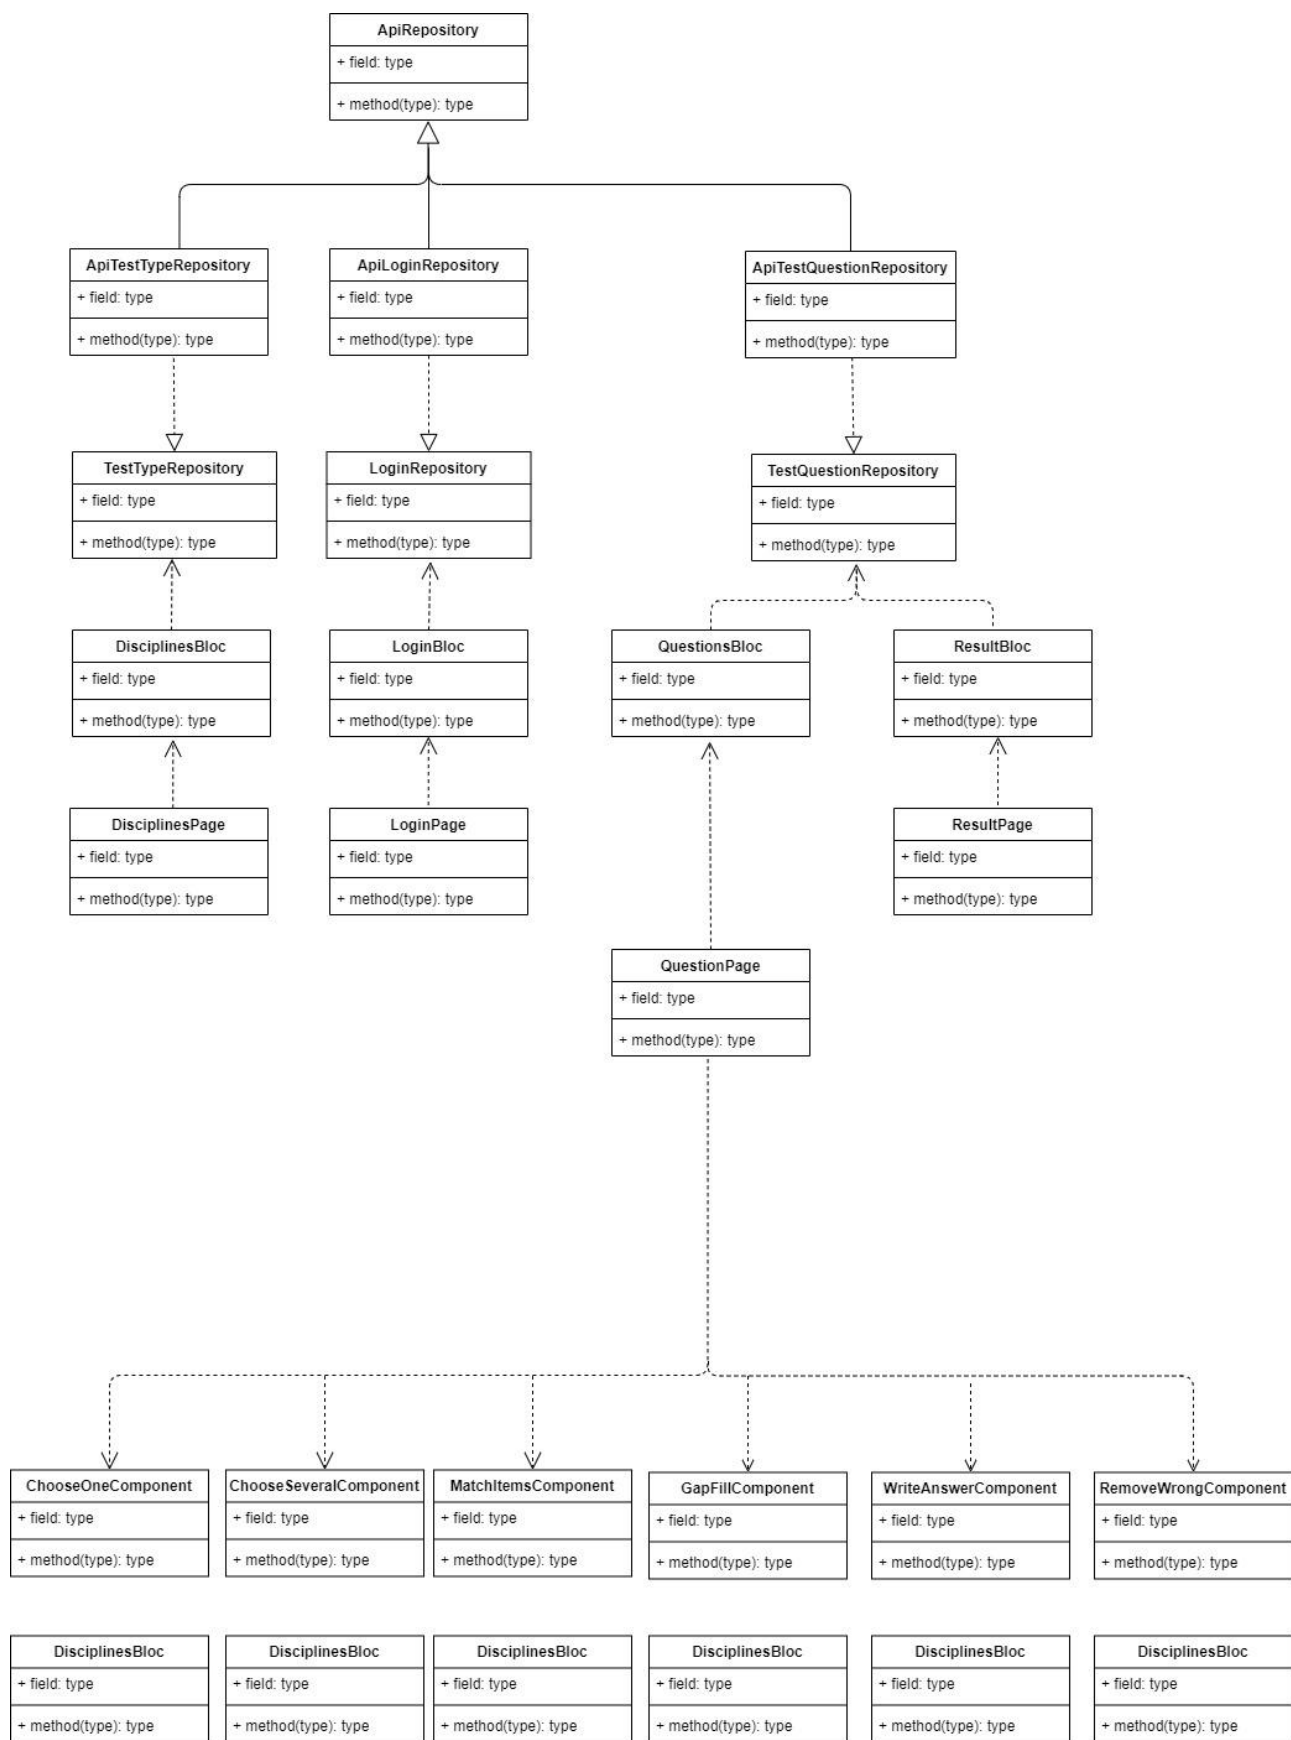 ApiRepository
+ field: type
+ method(type): type
ApiTestTypeRepository
+ field: type
+ method(type): type
ApiLoginRepository
+ field: type
+ method(type): type
ApiTestQuestionRepository
+ field: type
+ method(type): type
TestTypeRepository
+ field: type
+ method(type): type
LoginRepository
+ field: type
+ method(type): type
TestQuestionRepository
+ field: type
+ method(type): type
DisciplinesBloc
+ field: type
+ method(type): type
LoginBloc
+ field: type
+ method(type): type
QuestionsBloc
+ field: type
+ method(type): type
ResultBloc
+ field: type
+ method(type): type
DisciplinesPage
+ field: type
+ method(type): type
LoginPage
+ field: type
+ method(type): type
ResultPage
+ field: type
+ method(type): type
QuestionPage
+ field: type
+ method(type): type
ChooseOneComponent
+ field: type
+ method(type): type
ChooseSeveralComponent
+ field: type
+ method(type): type
MatchItemsComponent
+ field: type
+ method(type): type
GapFillComponent
+ field: type
+ method(type): type
WriteAnswerComponent
+ field: type
+ method(type): type
RemoveWrongComponent
+ field: type
+ method(type): type
DisciplinesBloc
+ field: type
+ method(type): type
DisciplinesBloc
+ field: type
+ method(type): type
DisciplinesBloc
+ field: type
+ method(type): type
DisciplinesBloc
+ field: type
+ method(type): type
DisciplinesBloc
+ field: type
+ method(type): type
DisciplinesBloc
+ field: type
+ method(type): type